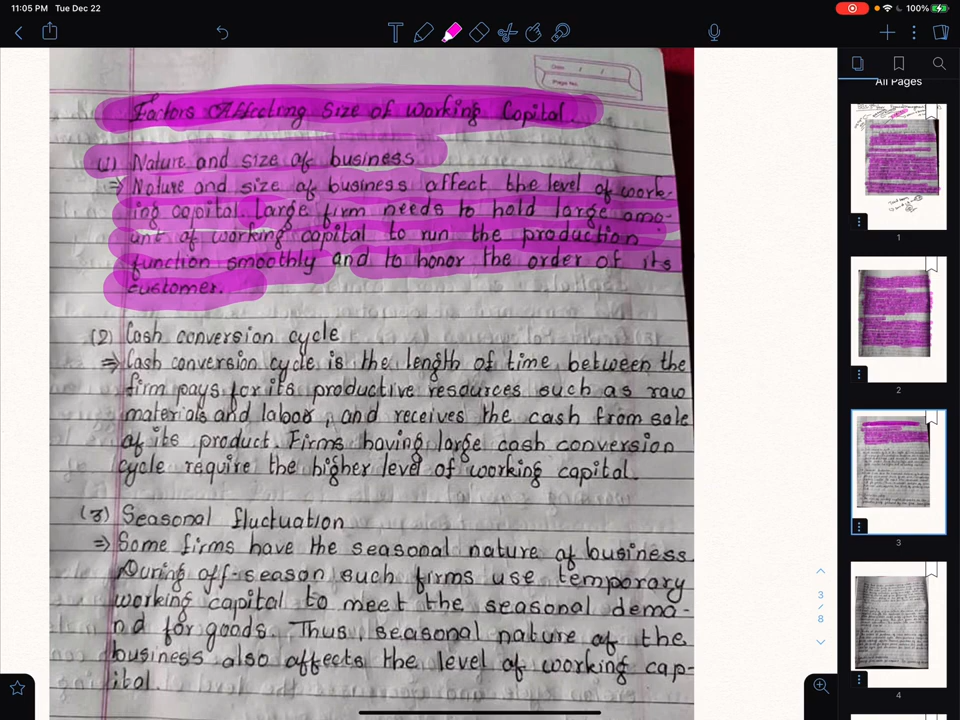 11:05 PM Tue Dec 22
100%
All Pages
Date: / /
Page No:
Factors Affecting Size of Working Capital.
(1) Nature and size of business
⇒ Nature and size of business affect the level of work-
ing capital. Large firm needs to hold large amo-
unt of working capital to run the production
function smoothly and to honor the order of its
customer.
(2) Cash conversion cycle
⇒ Cash conversion cycle is the length of time between the
firm pays for its productive resources such as raw
materials and labor, and receives the cash from sale
of its product. Firms having large cash conversion
cycle require the higher level of working capital.
(3) Seasonal fluctuation
⇒ Some firms have the seasonal nature of business.
During off-season such firms use temporary
working capital to meet the seasonal dema-
nd for goods. Thus, seasonal nature of the
business also affects the level of working cap-
ital.
1
2
3
4
3
/
8